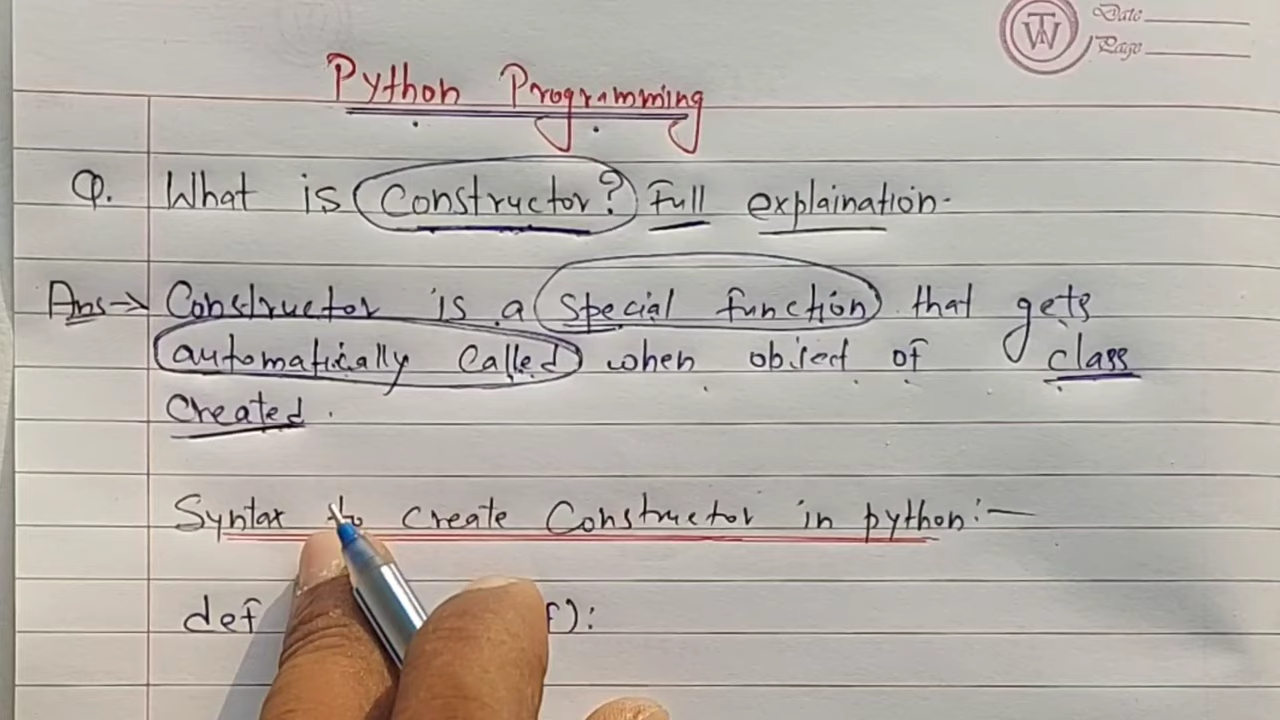 Date
Page
Python Programming
Q. What is Constructor? Full explaination.
Ans→ Constructor is a special function that gets
automatically called when object of class
created.
Syntax to create Constructor in python:-
def f):